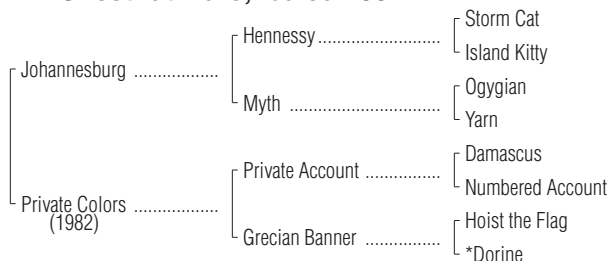 Storm Cat
Hennessy
Island Kitty
Johannesburg
Ogygian
Myth
Yarn
Damascus
Private Account
Numbered Account
Private Colors
(1982)
Hoist the Flag
Grecian Banner
*Dorine